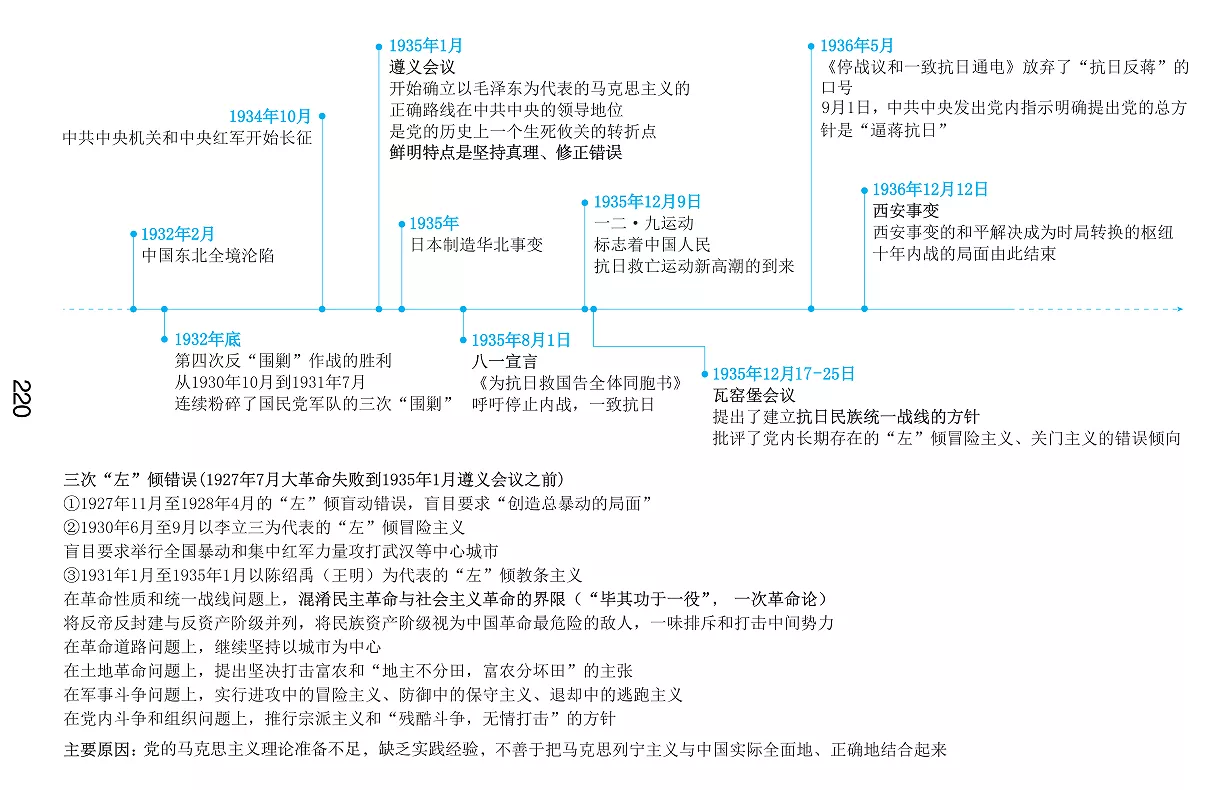 1935年1月
遵义会议
开始确立以毛泽东为代表的马克思主义的
正确路线在中共中央的领导地位
是党的历史上一个生死攸关的转折点
鲜明特点是坚持真理、修正错误
1936年5月
《停战议和一致抗日通电》放弃了“抗日反蒋”的
口号
9月1日，中共中央发出党内指示明确提出党的总方
针是“逼蒋抗日”
1934年10月
中共中央机关和中央红军开始长征
1932年2月
中国东北全境沦陷
1935年
日本制造华北事变
1935年12月9日
一二·九运动
标志着中国人民
抗日救亡运动新高潮的到来
1936年12月12日
西安事变
西安事变的和平解决成为时局转换的枢纽
十年内战的局面由此结束
1932年底
第四次反“围剿”作战的胜利
从1930年10月到1931年7月
连续粉碎了国民党军队的三次“围剿”
1935年8月1日
八一宣言
《为抗日救国告全体同胞书》
呼吁停止内战，一致抗日
1935年12月17-25日
瓦窑堡会议
提出了建立抗日民族统一战线的方针
批评了党内长期存在的“左”倾冒险主义、关门主义的错误倾向
220
三次“左”倾错误(1927年7月大革命失败到1935年1月遵义会议之前)
①1927年11月至1928年4月的“左”倾盲动错误，盲目要求“创造总暴动的局面”
②1930年6月至9月以李立三为代表的“左”倾冒险主义
盲目要求举行全国暴动和集中红军力量攻打武汉等中心城市
③1931年1月至1935年1月以陈绍禹（王明）为代表的“左”倾教条主义
在革命性质和统一战线问题上，混淆民主革命与社会主义革命的界限（“毕其功于一役”，一次革命论）
将反帝反封建与反资产阶级并列，将民族资产阶级视为中国革命最危险的敌人，一味排斥和打击中间势力
在革命道路问题上，继续坚持以城市为中心
在土地革命问题上，提出坚决打击富农和“地主不分田，富农分坏田”的主张
在军事斗争问题上，实行进攻中的冒险主义、防御中的保守主义、退却中的逃跑主义
在党内斗争和组织问题上，推行宗派主义和“残酷斗争，无情打击”的方针
主要原因：党的马克思主义理论准备不足，缺乏实践经验，不善于把马克思列宁主义与中国实际全面地、正确地结合起来